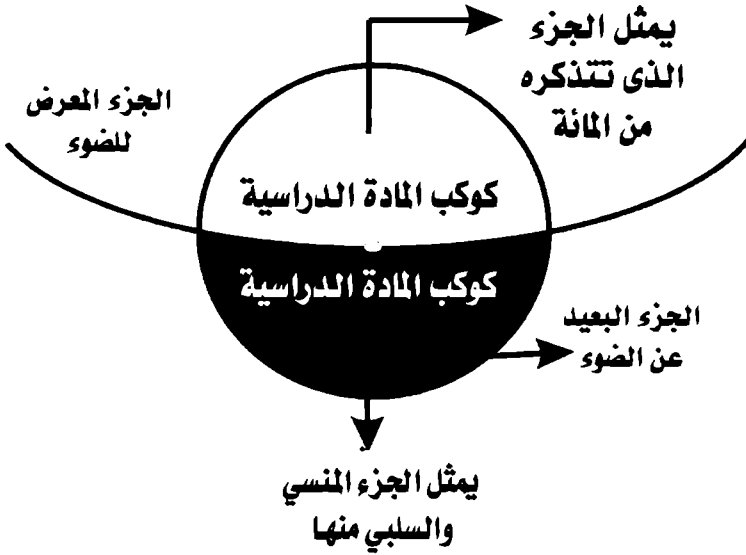 يمثل الجزء
الذى تتذكره
من المائة
الجزء المعرض
للضوء
كوكب المادة الدراسية
كوكب المادة الدراسية
الجزء البعيد
عن الضوء
يمثل الجزء المنسي
والسلبي منها